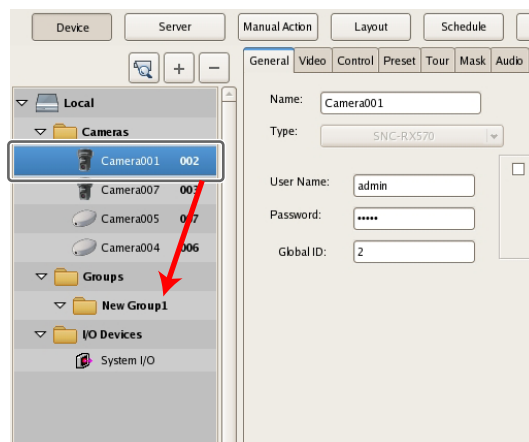 Device Server Manual Action Layout Schedule
General Video Control Preset Tour Mask Audio
Local
Cameras
Camera001 002
Camera007 003
Camera005
Camera004 006
Groups
New Group1
I/O Devices
System I/O
Name: Camera001
Type: SNC-RX570
User Name: admin
Password: •••••
Global ID: 2